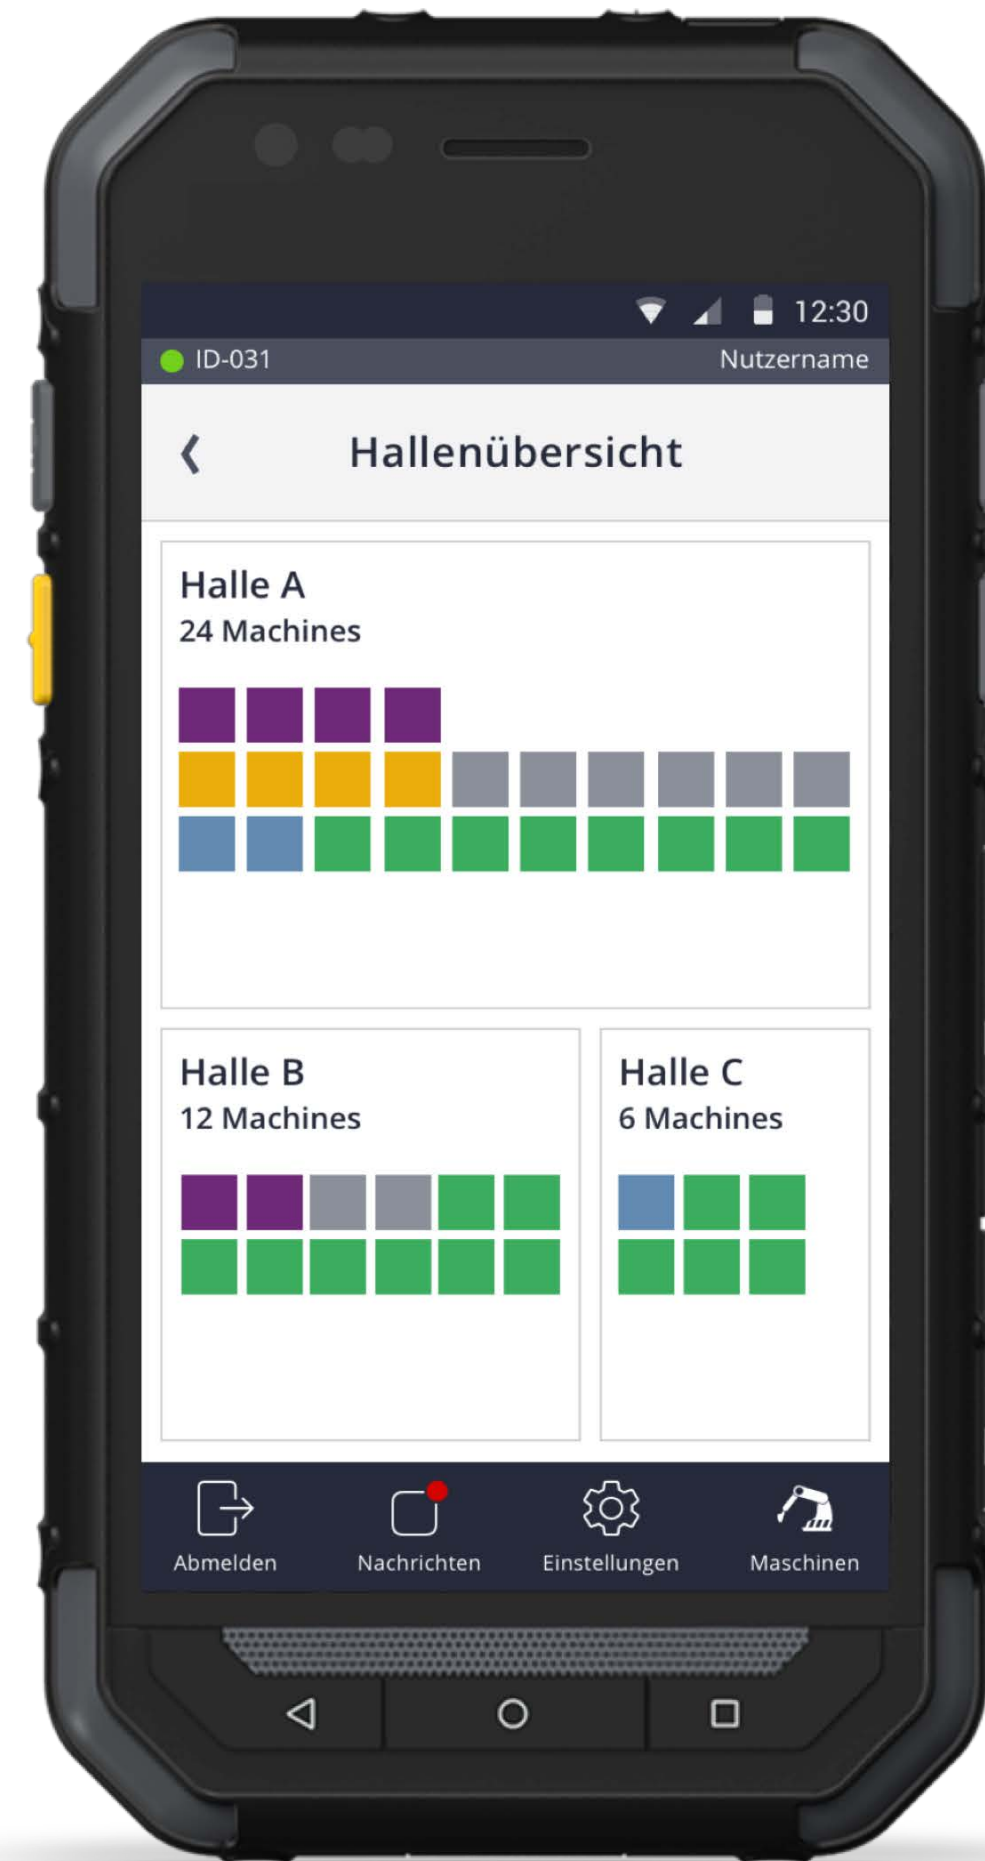 12:30
ID-031 Nutzername
Hallenübersicht
Halle A
24 Machines
Halle B
12 Machines
Halle C
6 Machines
Abmelden Nachrichten Einstellungen Maschinen